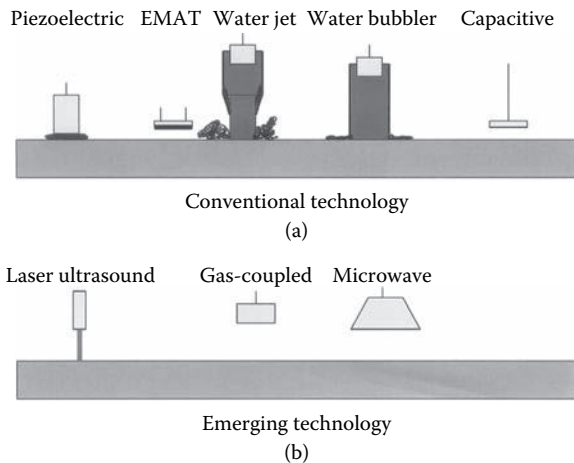 Piezoelectric EMAT Water jet Water bubbler Capacitive
Conventional technology
(a)
Laser ultrasound Gas-coupled Microwave
Emerging technology
(b)